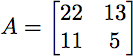 A = [22 13
11 5]